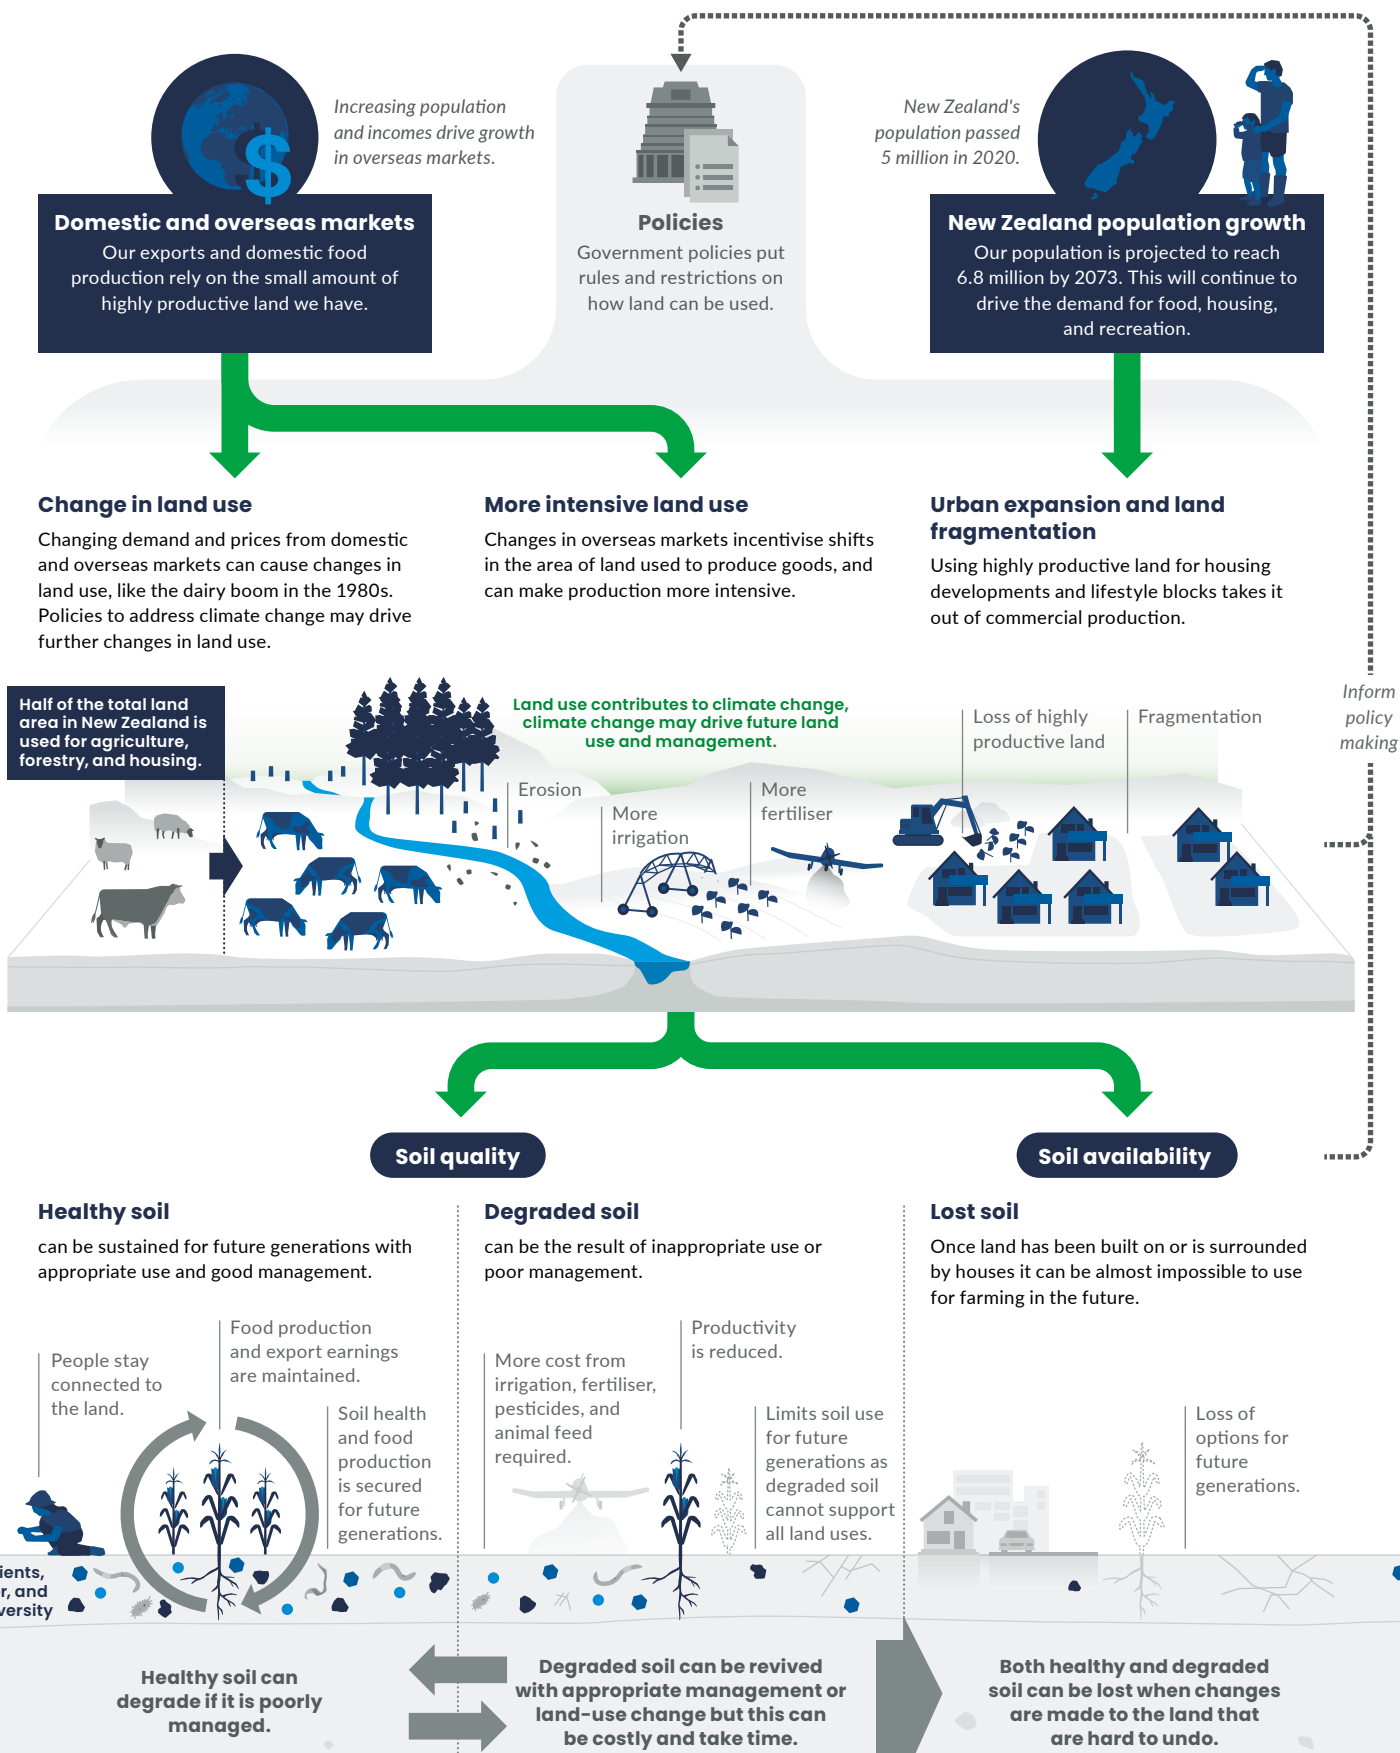 Increasing population
and incomes drive growth
in overseas markets.
New Zealand's
population passed
5 million in 2020.
Domestic and overseas markets
Our exports and domestic food
production rely on the small amount of
highly productive land we have.
Policies
Government policies put
rules and restrictions on
how land can be used.
New Zealand population growth
Our population is projected to reach
6.8 million by 2073. This will continue to
drive the demand for food, housing,
and recreation.
Change in land use
Changing demand and prices from domestic
and overseas markets can cause changes in
land use, like the dairy boom in the 1980s.
Policies to address climate change may drive
further changes in land use.
More intensive land use
Changes in overseas markets incentivise shifts
in the area of land used to produce goods, and
can make production more intensive.
Urban expansion and land
fragmentation
Using highly productive land for housing
developments and lifestyle blocks takes it
out of commercial production.
Half of the total land
area in New Zealand is
used for agriculture,
forestry, and housing.
Land use contributes to climate change,
climate change may drive future land
use and management.
Erosion
More
irrigation
More
fertiliser
Loss of highly
productive land
Fragmentation
Inform
policy
making
Soil quality
Soil availability
Healthy soil
can be sustained for future generations with
appropriate use and good management.
Degraded soil
can be the result of inappropriate use or
poor management.
Lost soil
Once land has been built on or is surrounded
by houses it can be almost impossible to use
for farming in the future.
People stay
connected to
the land.
Food production
and export earnings
are maintained.
Soil health
and food
production
is secured
for future
generations.
More cost from
irrigation, fertiliser,
pesticides, and
animal feed
required.
Productivity
is reduced.
Limits soil use
for future
generations as
degraded soil
cannot support
all land uses.
Loss of
options for
future
generations.
ients,
r, and
versity
Healthy soil can
degrade if it is poorly
managed.
Degraded soil can be revived
with appropriate management or
land-use change but this can
be costly and take time.
Both healthy and degraded
soil can be lost when changes
are made to the land that
are hard to undo.